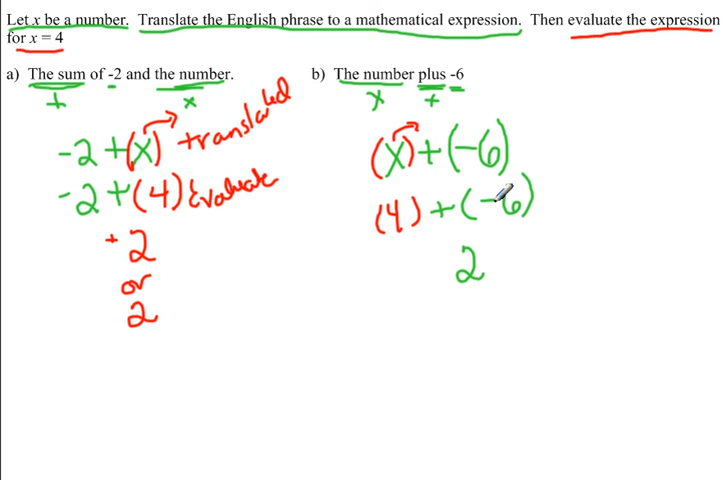 Let x be a number. Translate the English phrase to a mathematical expression. Then evaluate the expression
for x = 4
a) The sum of -2 and the number.
+ x
-2 + (x) translated
-2 + (4) Evaluate
+2
or
2
b) The number plus -6
x +
(x) + (-6)
(4) + (-6)
2